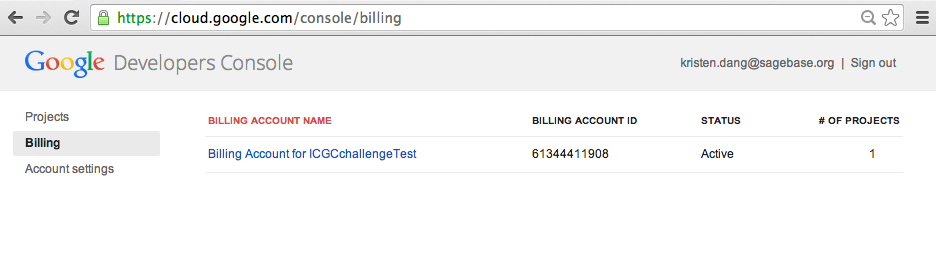 https://cloud.google.com/console/billing
Google Developers Console
kristen.dang@sagebase.org | Sign out
Projects
Billing
Account settings
BILLING ACCOUNT NAME BILLING ACCOUNT ID STATUS # OF PROJECTS
Billing Account for ICGCchallengeTest 61344411908 Active 1